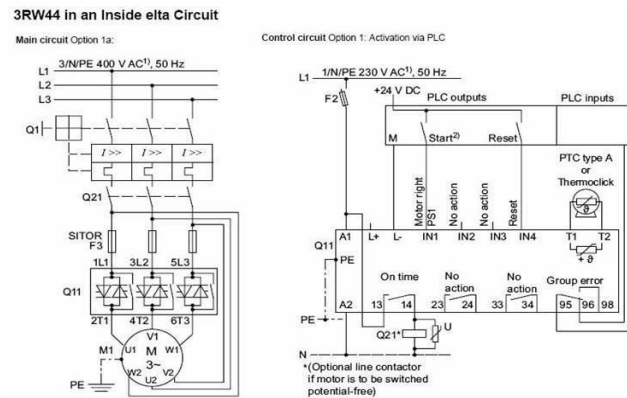 3RW44 in an Inside elta Circuit
Main circuit Option 1a:
3/N/PE 400 V AC1), 50 Hz
L1
L2
L3
Q1
I >> I >> I >>
Q21
SITOR
F3
1L1 3L2 5L3
Q11
2T1 4T2 6T3
M1 U1 V1 W1
M
3~
W2 U2 V2
PE
Control circuit Option 1: Activation via PLC
1/N/PE 230 V AC1), 50 Hz
L1
+24 V DC
F2
PLC outputs PLC inputs
M Start2) Reset
PTC type A
or
Thermoclick
Motor right
PS1
No action
No action
Reset
ϑ
A1 L+ L- IN1 IN2 IN3 IN4 T1 T2
Q11
PE
+ ϑ
On time No action No action Group error
A2 13 14 23 24 33 34 95 96 98
PE
Q21* U
N
*(Optional line contactor
if motor is to be switched
potential-free)